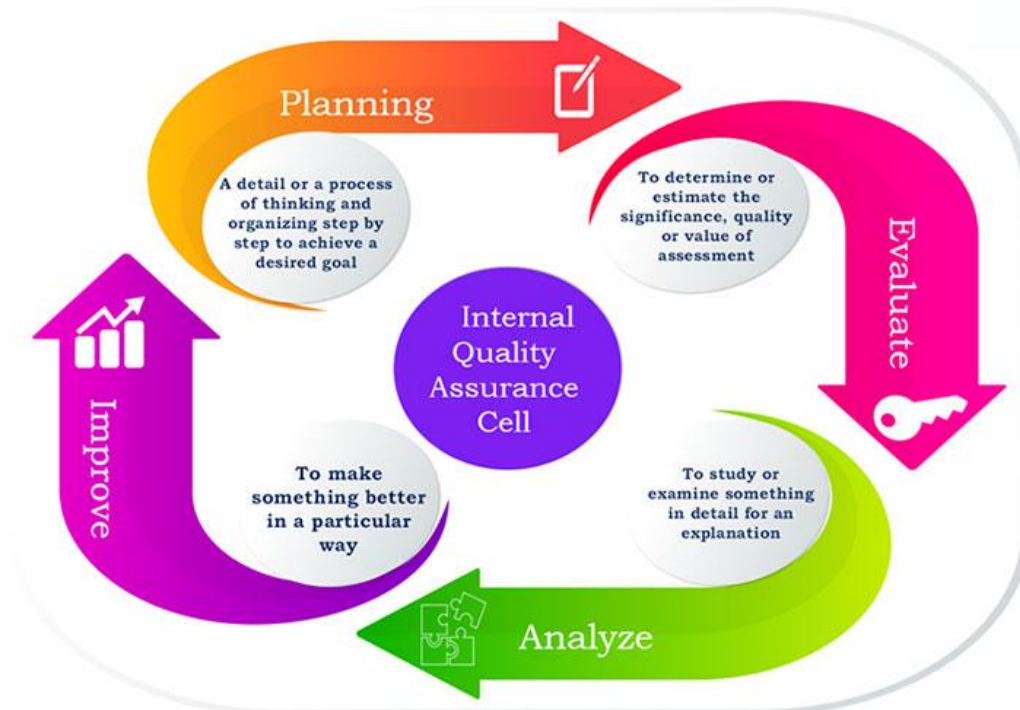 Planning
A detail or a process
of thinking and
organizing step by
step to achieve a
desired goal
To determine or
estimate the
significance, quality
or value of
assessment
Evaluate
Internal
Quality
Assurance
Cell
Improve
To make
something better
in a particular
way
To study or
examine something
in detail for an
explanation
Analyze